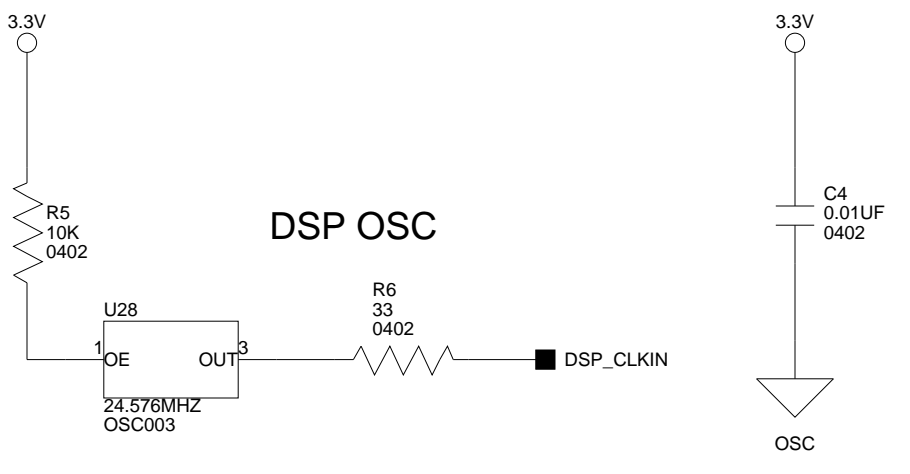 3.3V
3.3V
R5
10K
0402
DSP OSC
C4
0.01UF
0402
R6
33
0402
U28
1
OE
OUT
3
DSP_CLKIN
24.576MHZ
OSC003
OSC